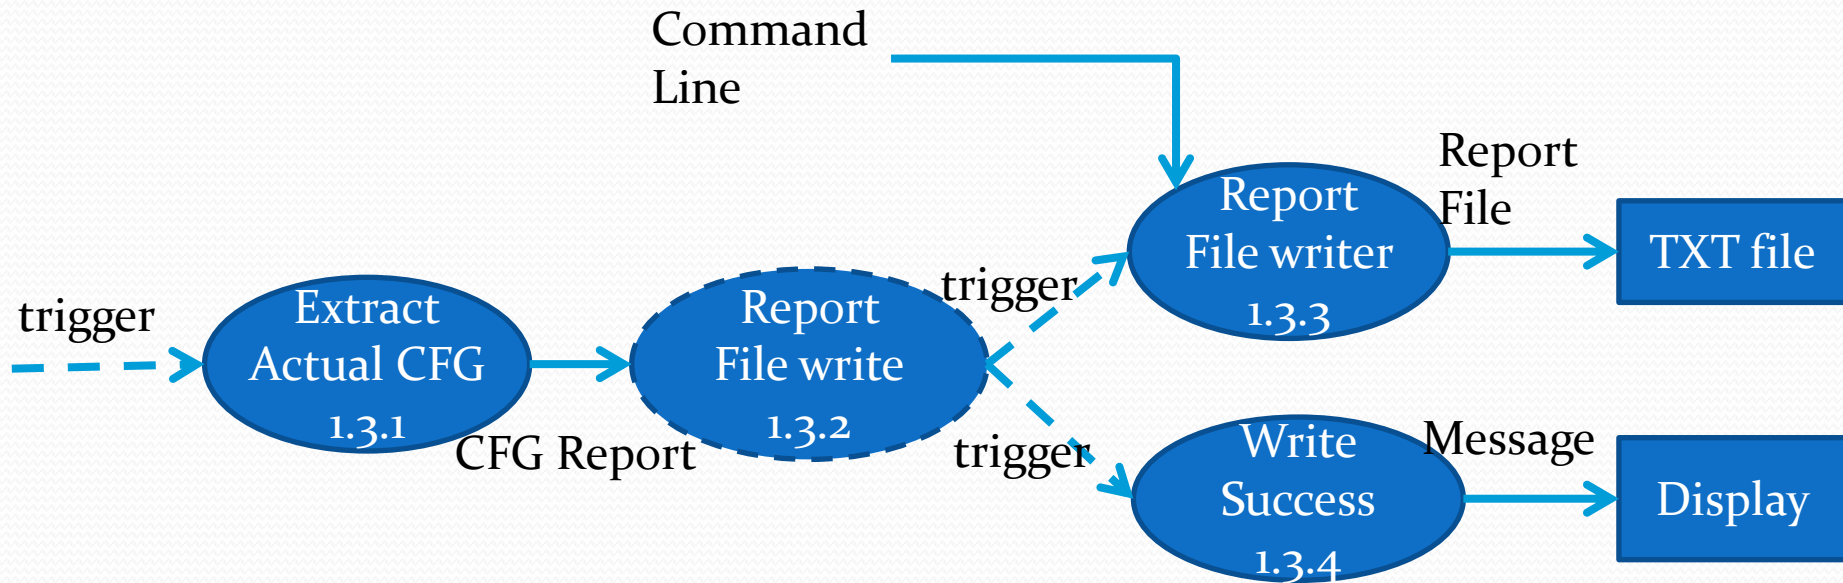 Command
Line
Report
File
Report
File writer
1.3.3
TXT file
trigger
trigger
Extract
Actual CFG
1.3.1
Report
File write
1.3.2
CFG Report
trigger
Write
Success
1.3.4
Message
Display